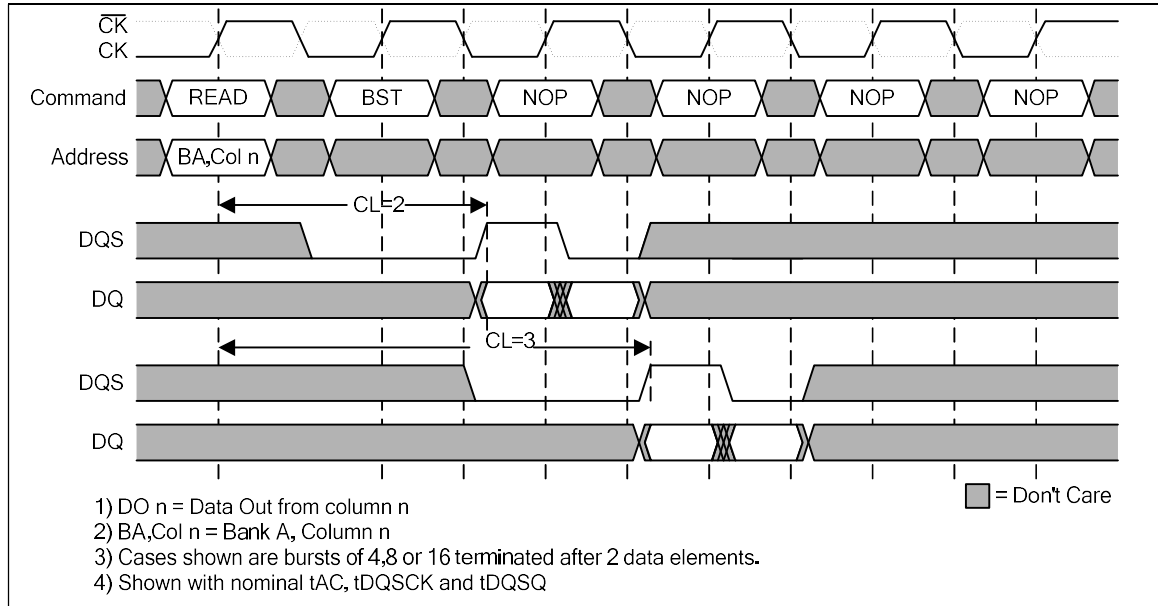 CK
CK
Command READ BST NOP NOP NOP NOP
Address BA,Col n
CL=2
DQS
DQ
CL=3
DQS
DQ
1) DO n = Data Out from column n
2) BA,Col n = Bank A, Column n
3) Cases shown are bursts of 4,8 or 16 terminated after 2 data elements.
4) Shown with nominal tAC, tDQSCK and tDQSQ
= Don't Care